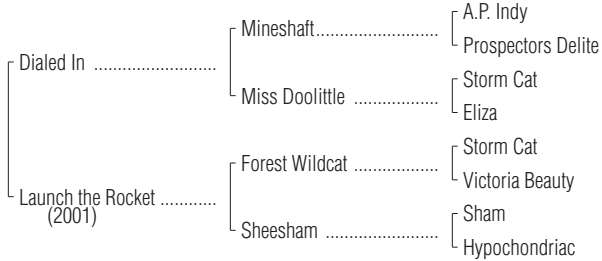 A.P. Indy
Mineshaft..........................
Prospectors Delite
Dialed In ..........................
Storm Cat
Miss Doolittle ..................
Eliza
Storm Cat
Forest Wildcat ..................
Victoria Beauty
Launch the Rocket ............
(2001)
Sham
Sheesham ........................
Hypochondriac